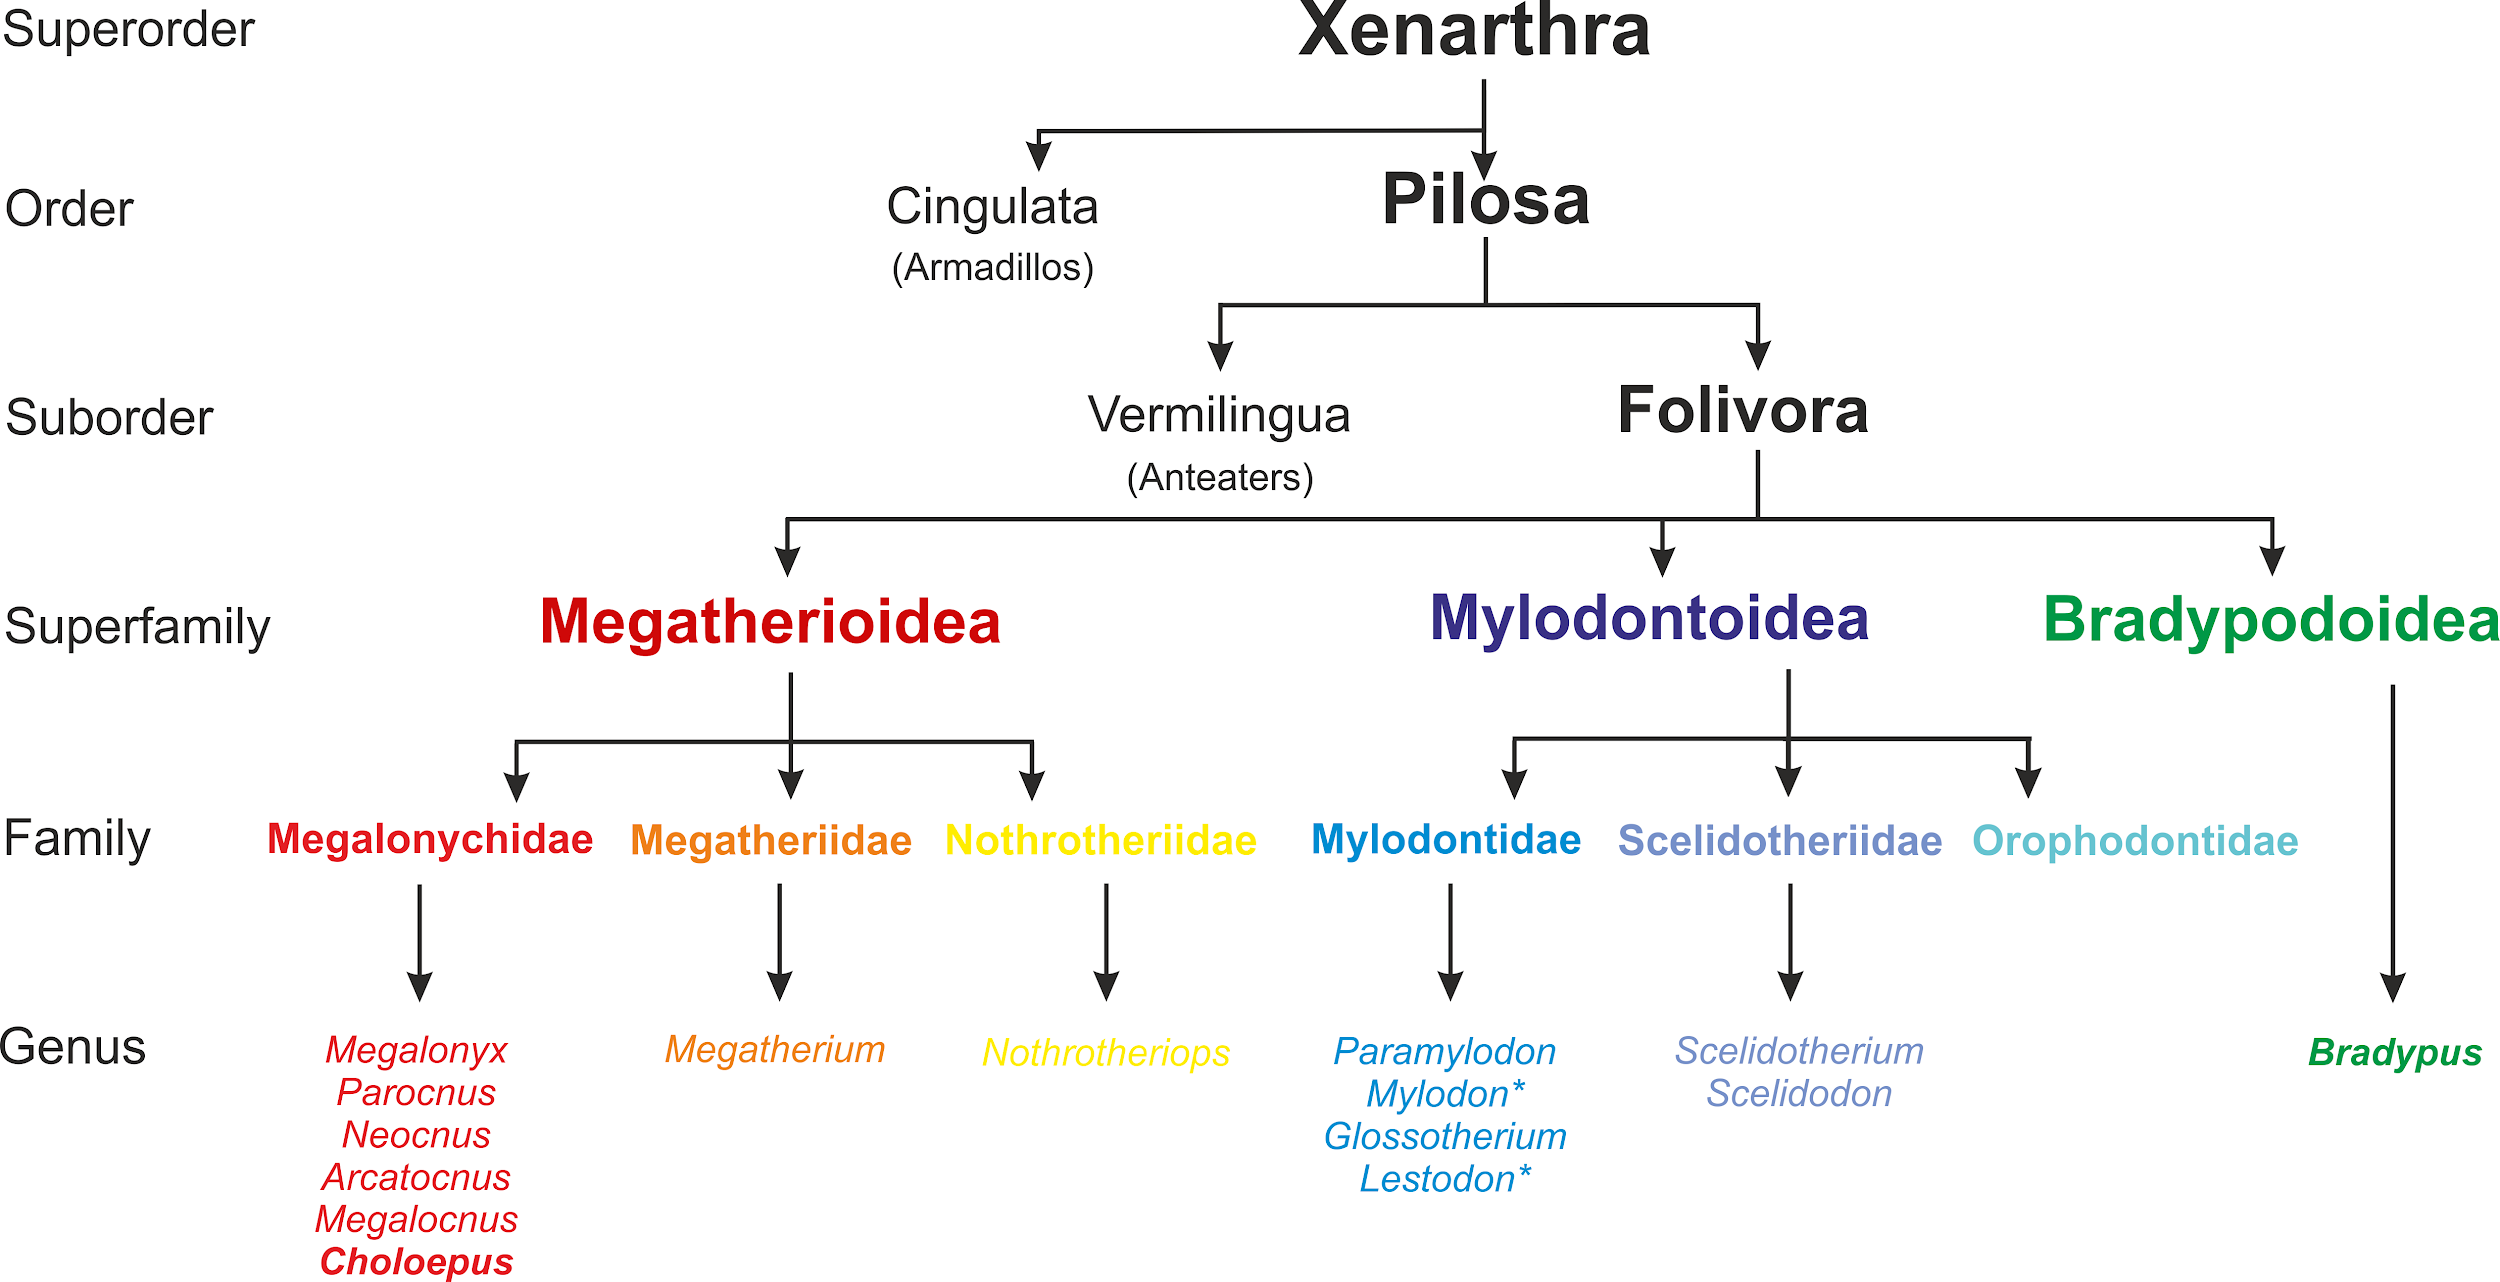 Superorder
Xenarthra
Order
Cingulata
(Armadillos)
Pilosa
Suborder
Vermilingua
(Anteaters)
Folivora
Superfamily
Megatherioidea
Mylodontoidea
Bradypodoidea
Family
Megalonychidae
Megatheriidae
Nothrotheriidae
Mylodontidae
Scelidotheriidae
Orophodontidae
Genus
Megalonyx
Parocnus
Neocnus
Arcatocnus
Megalocnus
Choloepus
Megatherium
Nothrotheriops
Paramylodon
Mylodon*
Glossotherium
Lestodon*
Scelidotherium
Scelidodon
Bradypus